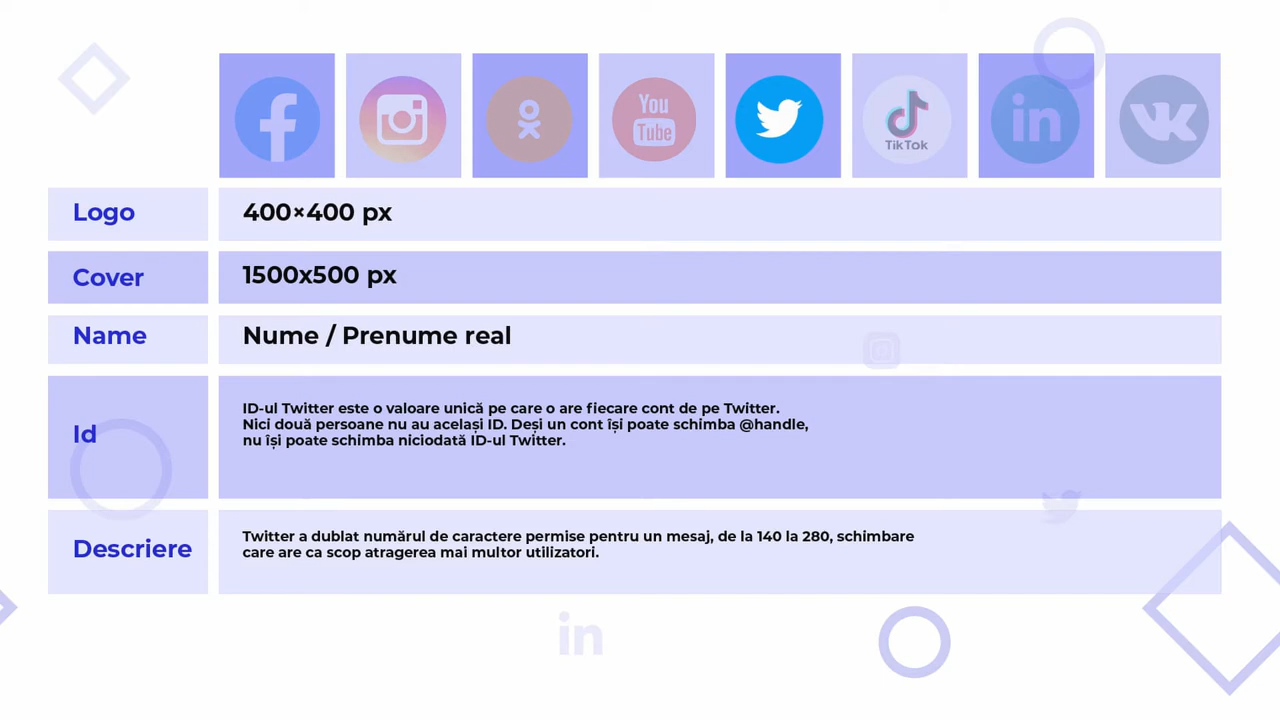 You
Tube
TikTok
in
Logo
400×400 px
Cover
1500x500 px
Name
Nume / Prenume real
Id
ID-ul Twitter este o valoare unică pe care o are fiecare cont de pe Twitter.
Nici două persoane nu au același ID. Deși un cont își poate schimba @handle,
nu își poate schimba niciodată ID-ul Twitter.
Descriere
Twitter a dublat numărul de caractere permise pentru un mesaj, de la 140 la 280, schimbare
care are ca scop atragerea mai multor utilizatori.
in